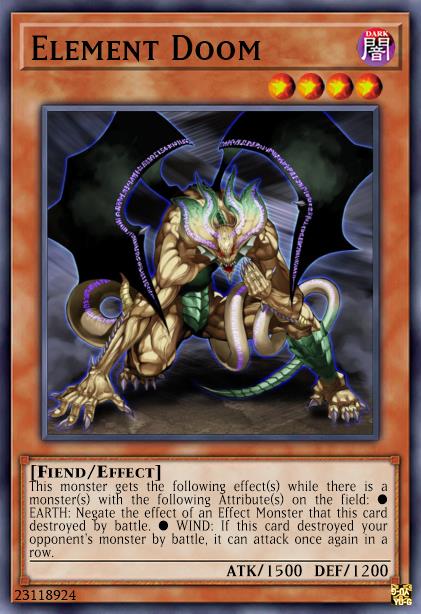 ELEMENT DOOM
DARK
闇
[FIEND/EFFECT]
This monster gets the following effect(s) while there is a
monster(s) with the following Attribute(s) on the field: ●
EARTH: Negate the effect of an Effect Monster that this card
destroyed by battle. ● WIND: If this card destroyed your
opponent's monster by battle, it can attack once again in a
row.
ATK/1500 DEF/1200
23118924